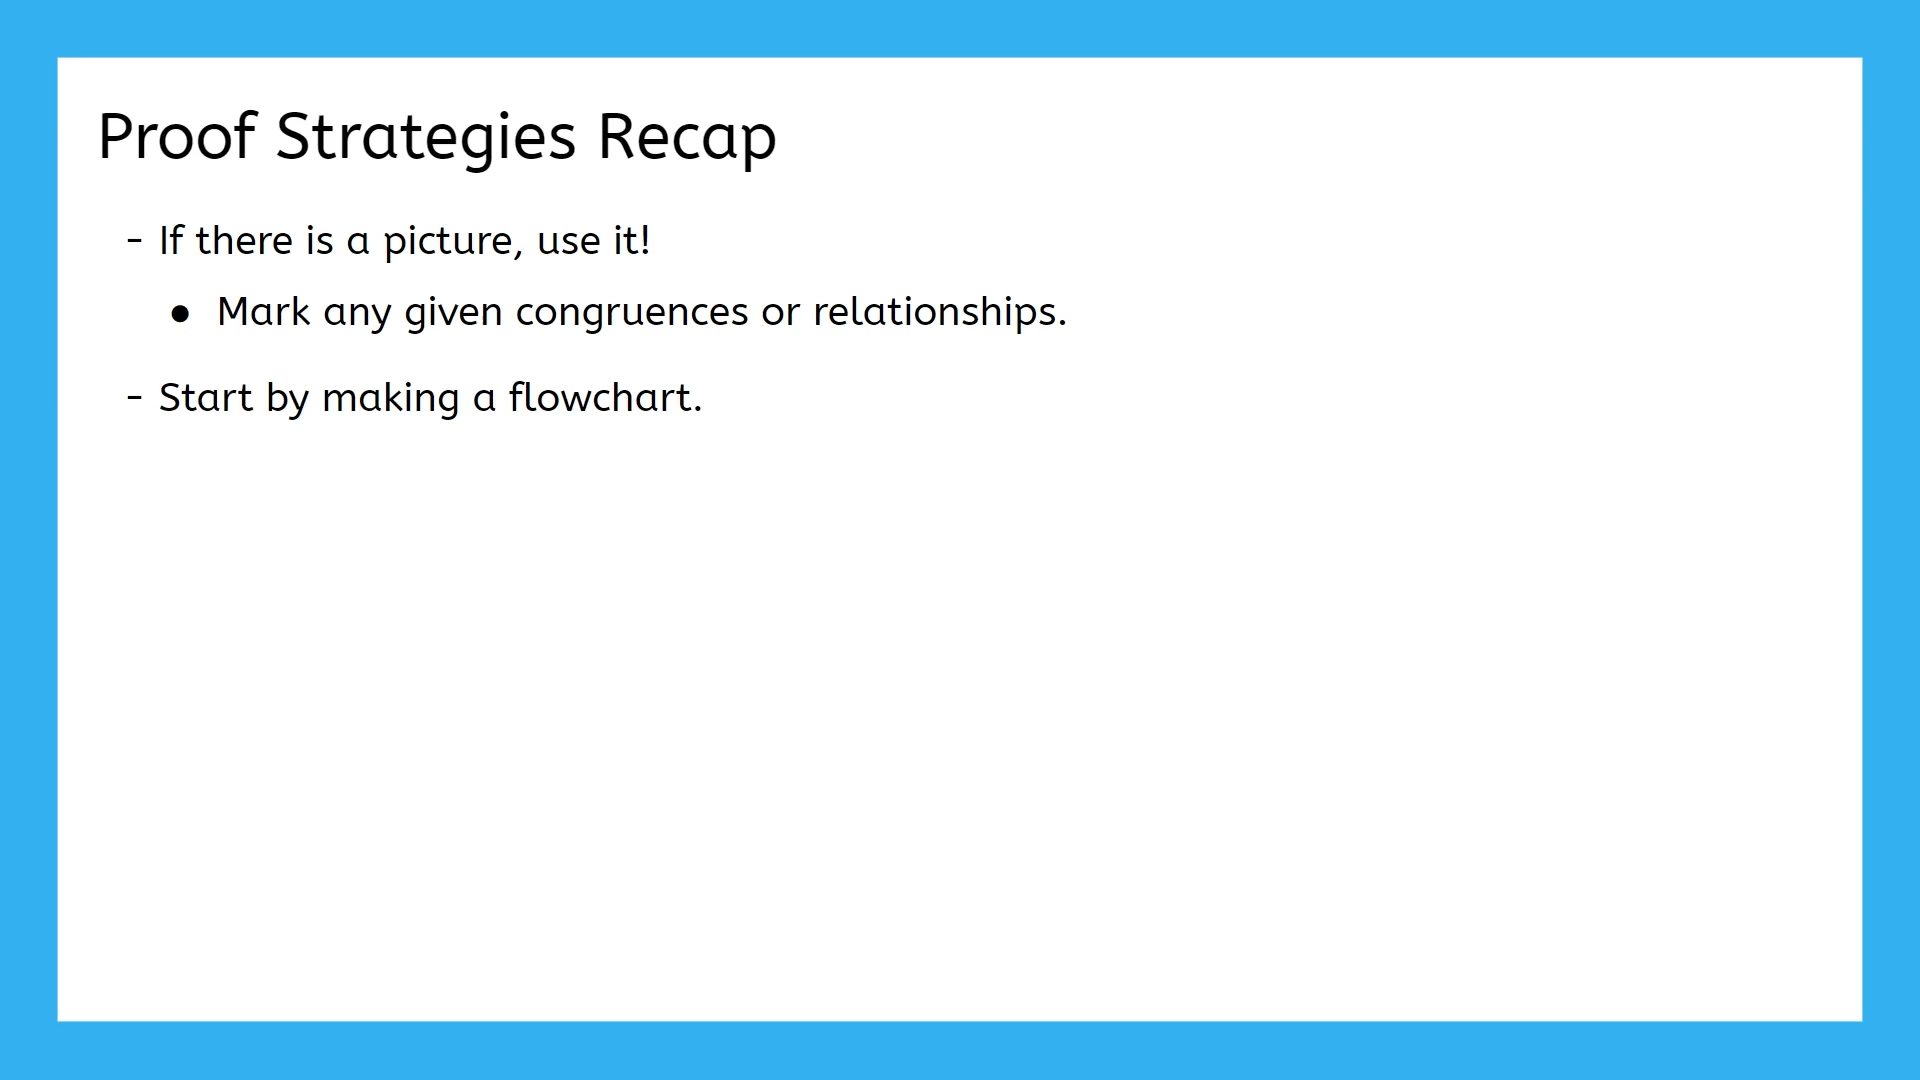 Proof Strategies Recap
- If there is a picture, use it!
● Mark any given congruences or relationships.
- Start by making a flowchart.